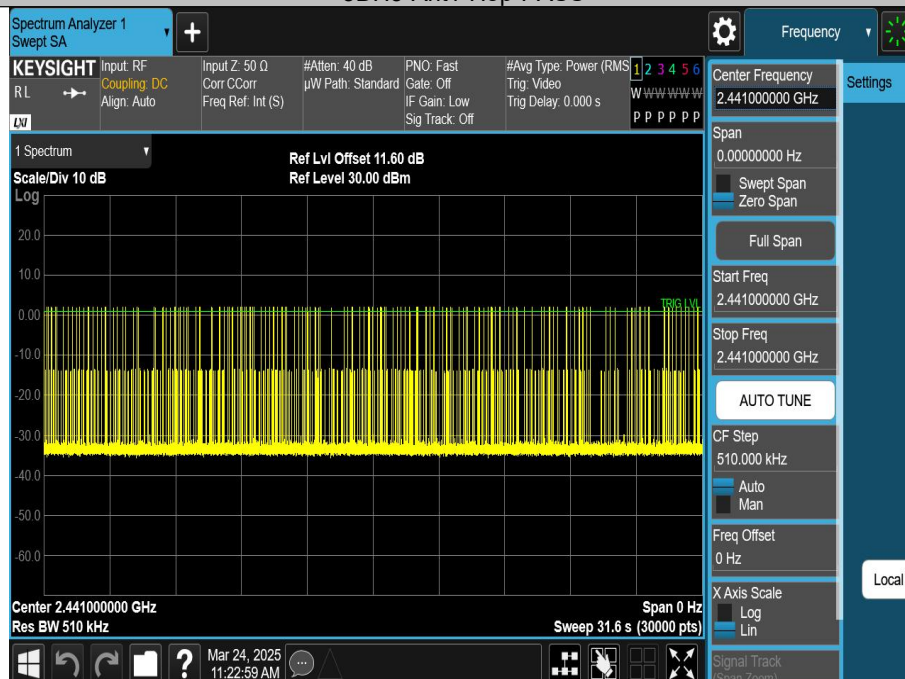 Spectrum Analyzer 1
Swept SA
Frequency
KEYSIGHT
RL
LXI
Input: RF
Coupling: DC
Align: Auto
Input Z: 50 Ω
Corr CCorr
Freq Ref: Int (S)
#Atten: 40 dB
µW Path: Standard
PNO: Fast
Gate: Off
IF Gain: Low
Sig Track: Off
#Avg Type: Power (RMS
Trig: Video
Trig Delay: 0.000 s
1 2 3 4 5 6
W W W W W W
P P P P P P
Center Frequency
2.441000000 GHz
Settings
Span
0.00000000 Hz
Swept Span
Zero Span
Full Span
Start Freq
2.441000000 GHz
Stop Freq
2.441000000 GHz
AUTO TUNE
CF Step
510.000 kHz
Auto
Man
Freq Offset
0 Hz
X Axis Scale
Log
Lin
Signal Track
(Span Zoom)
Local
1 Spectrum
Scale/Div 10 dB
Ref Lvl Offset 11.60 dB
Ref Level 30.00 dBm
Log
20.0
10.0
0.00
-10.0
-20.0
-30.0
-40.0
-50.0
-60.0
TRIG LVL
Center 2.441000000 GHz
Res BW 510 kHz
Span 0 Hz
Sweep 31.6 s (30000 pts)
?
Mar 24, 2025
11:22:59 AM